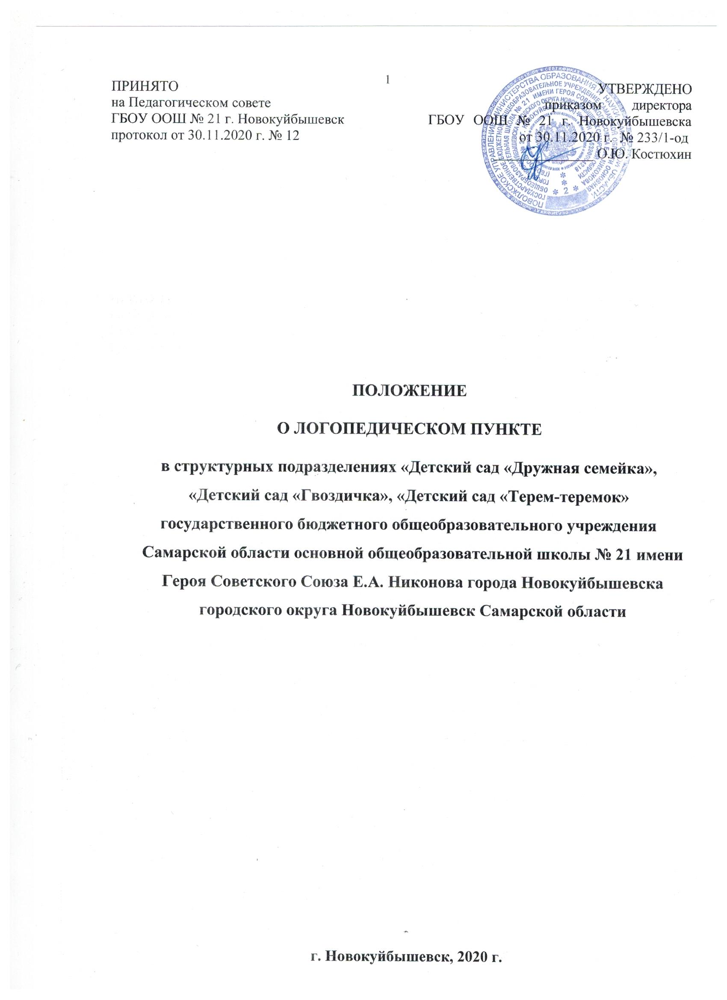 1
ПРИНЯТО
на Педагогическом совете
ГБОУ ООШ № 21 г. Новокуйбышевск
протокол от 30.11.2020 г. № 12
УТВЕРЖДЕНО
приказом директора
ГБОУ ООШ № 21 г. Новокуйбышевска
от 30.11.2020 г. № 233/1-од
О.Ю. Костюхин
ПОЛОЖЕНИЕ
О ЛОГОПЕДИЧЕСКОМ ПУНКТЕ
в структурных подразделениях «Детский сад «Дружная семейка»,
«Детский сад «Гвоздичка», «Детский сад «Терем-теремок»
государственного бюджетного общеобразовательного учреждения
Самарской области основной общеобразовательной школы № 21 имени
Героя Советского Союза Е.А. Никонова города Новокуйбышевска
городского округа Новокуйбышевск Самарской области
г. Новокуйбышевск, 2020 г.